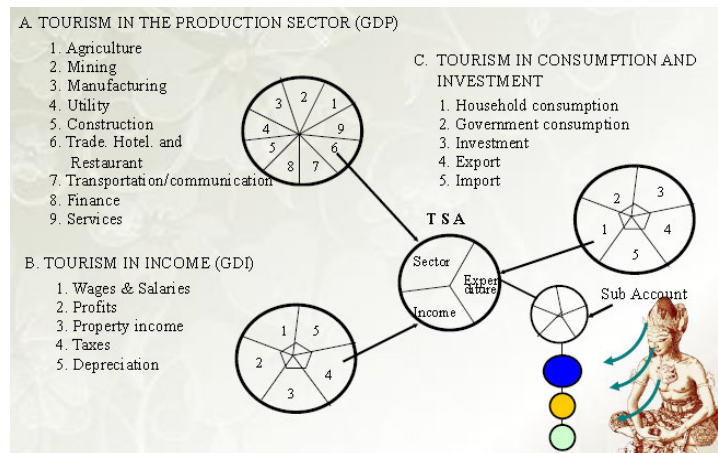 A. TOURISM IN THE PRODUCTION SECTOR (GDP)
1. Agriculture
2. Mining
3. Manufacturing
4. Utility
5. Construction
6. Trade. Hotel. and
Restaurant
7. Transportation/communication
8. Finance
9. Services
3 2 1
4 9
5 6
8 7
C. TOURISM IN CONSUMPTION AND
INVESTMENT
1. Household consumption
2. Government consumption
3. Investment
4. Export
5. Import
2 3
1 4
5
T S A
Sector
Expen
diture
Income
Sub Account
B. TOURISM IN INCOME (GDI)
1. Wages & Salaries
2. Profits
3. Property income
4. Taxes
5. Depreciation
1 5
2 4
3